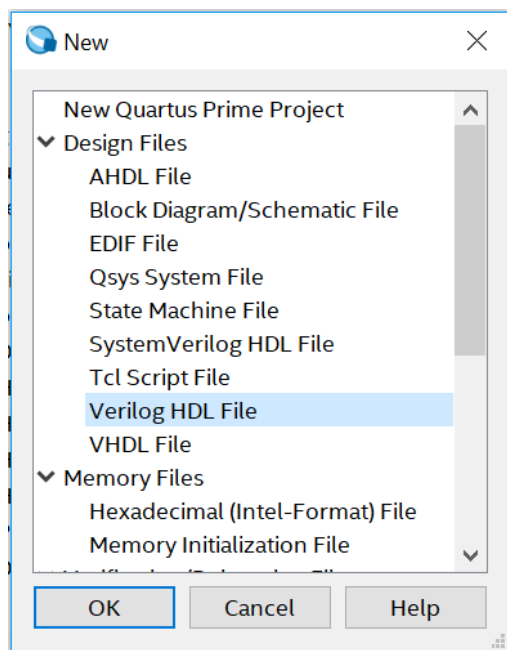 New
New Quartus Prime Project
Design Files
AHDL File
Block Diagram/Schematic File
EDIF File
Qsys System File
State Machine File
SystemVerilog HDL File
Tcl Script File
Verilog HDL File
VHDL File
Memory Files
Hexadecimal (Intel-Format) File
Memory Initialization File
OK Cancel Help